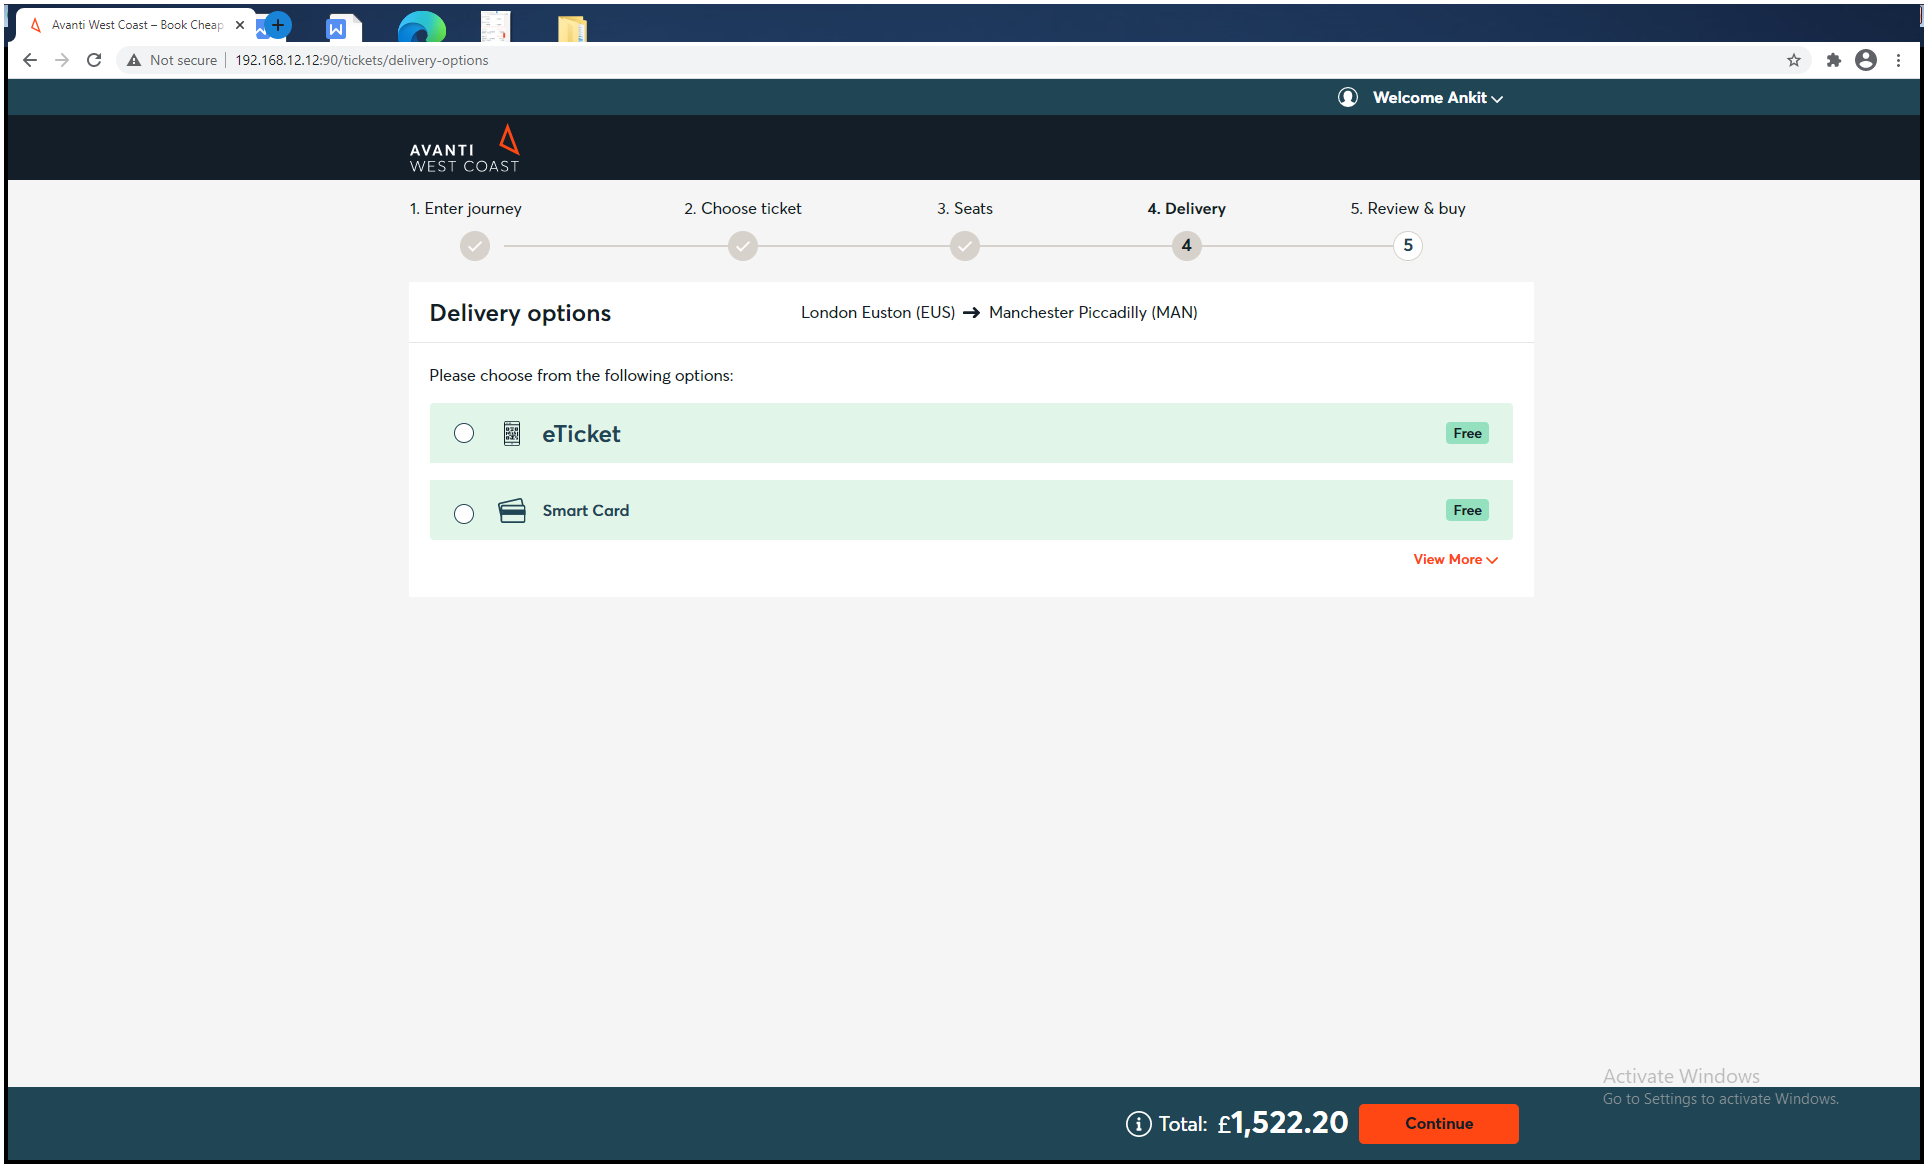 Avanti West Coast – Book Cheap
Not secure
192.168.12.12:90/tickets/delivery-options
Welcome Ankit
AVANTI
WEST COAST
1. Enter journey
2. Choose ticket
3. Seats
4. Delivery
5. Review & buy
4
5
Delivery options
London Euston (EUS) → Manchester Piccadilly (MAN)
Please choose from the following options:
eTicket
Free
Smart Card
Free
View More
Activate Windows
Go to Settings to activate Windows.
Total: £1,522.20
Continue